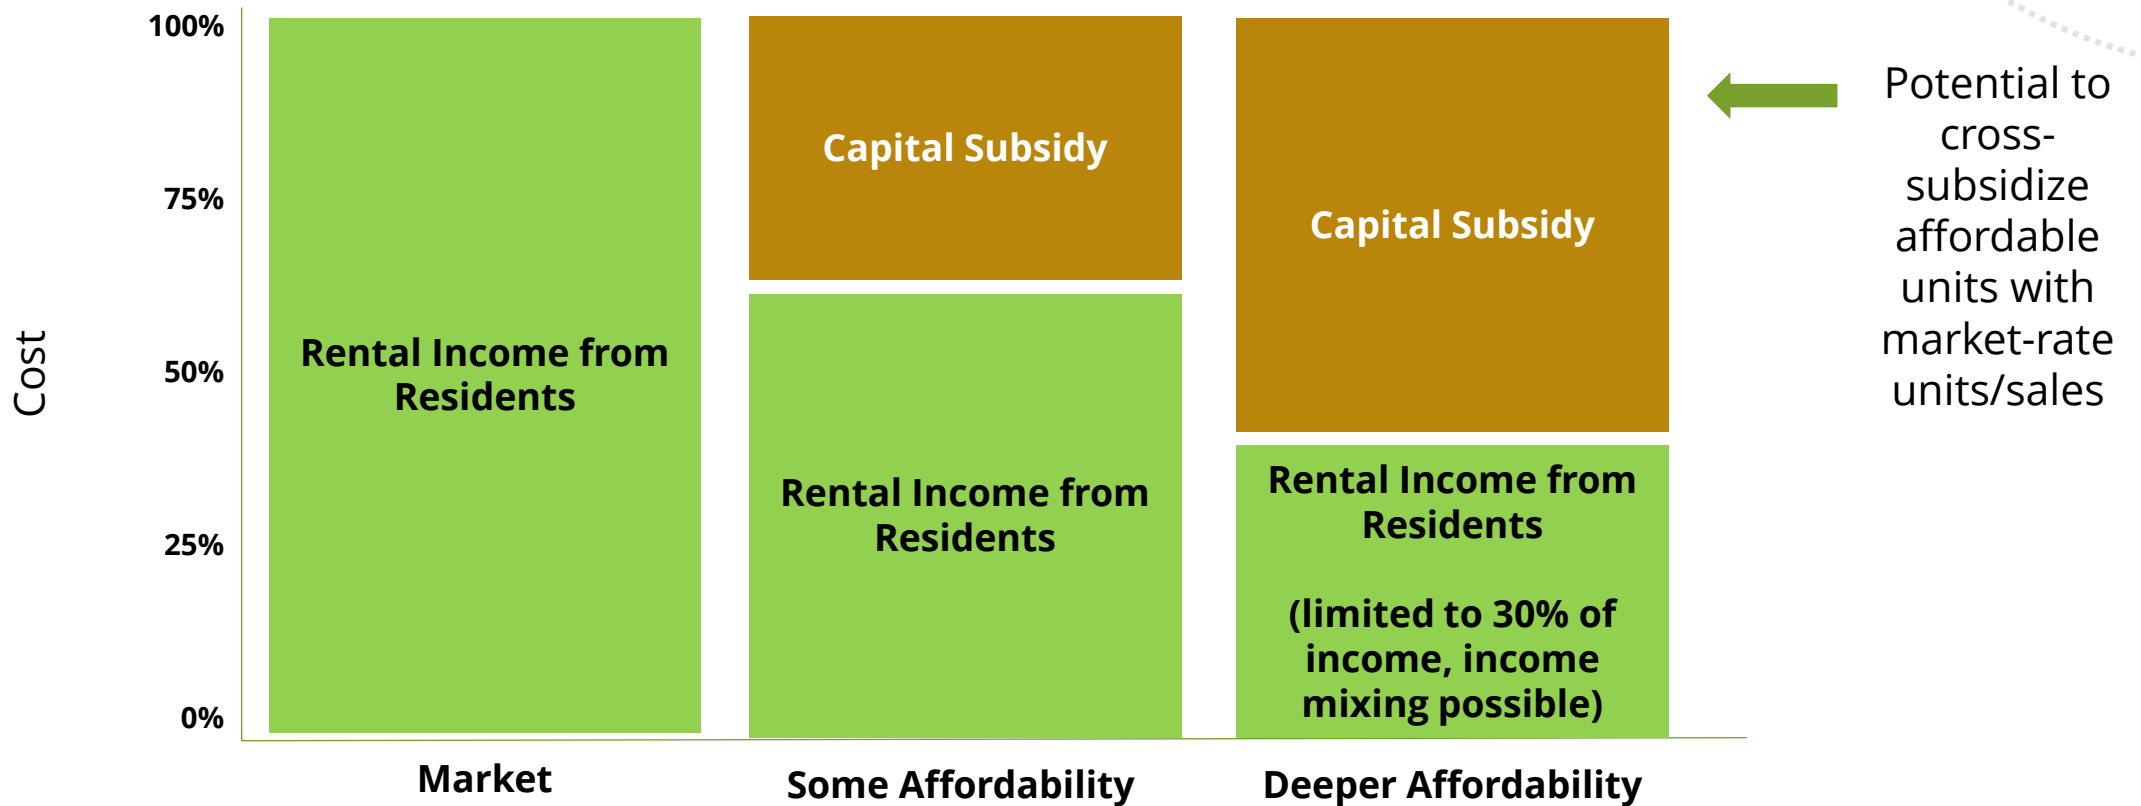 100%
75%
50%
25%
0%
Cost
Rental Income from
Residents
Market
Capital Subsidy
Rental Income from
Residents
Some Affordability
Capital Subsidy
Rental Income from
Residents
(limited to 30% of
income, income
mixing possible)
Deeper Affordability
Potential to
cross-
subsidize
affordable
units with
market-rate
units/sales